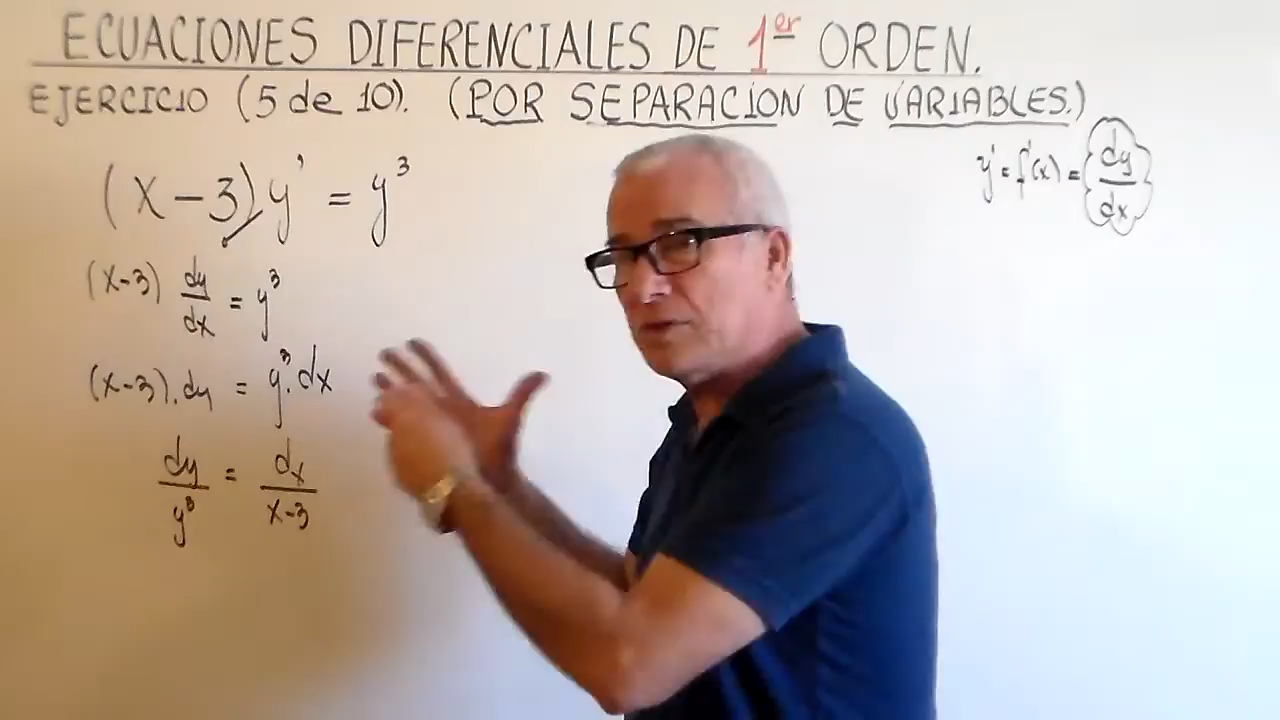 ECUACIONES DIFERENCIALES DE 1er ORDEN.
EJERCICIO (5 de 10). (POR SEPARACIÓN DE VARIABLES.)
y' = f'(x) = dy/dx
(x-3) y' = y³
(x-3) dy/dx = y³
(x-3).dy = y³.dx
dy/y³ = dx/x-3